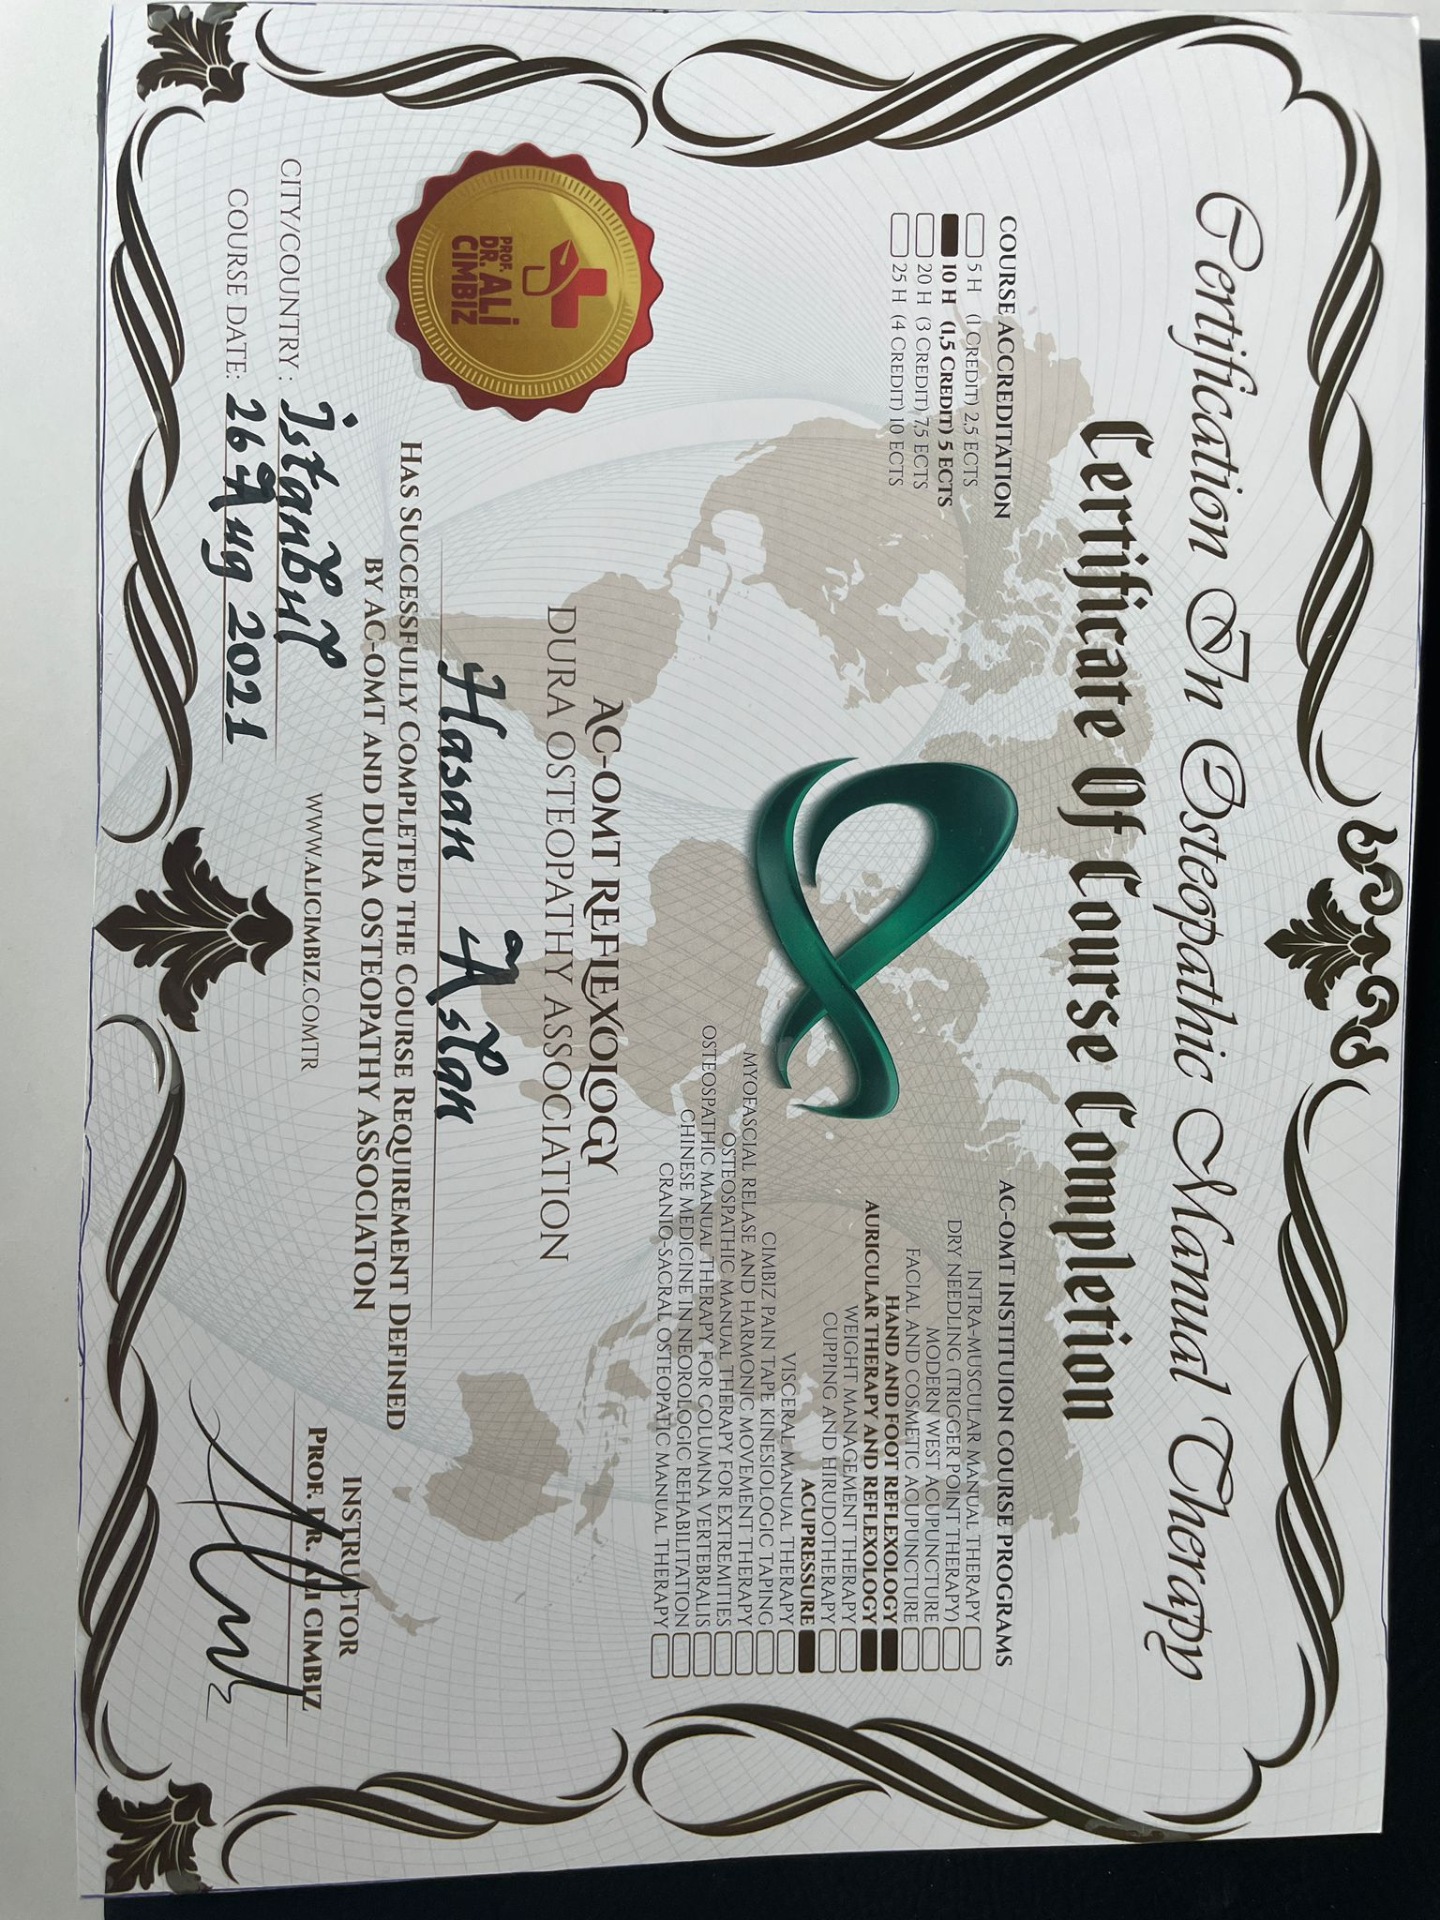 Certification In Osteopathic Manual Therapy
Certificate Of Course Completion
COURSE ACCREDITATION
5 H (1 CREDIT) 2,5 ECTS
10 H (1,5 CREDIT) 5 ECTS
20 H (3 CREDIT) 7,5 ECTS
25 H (4 CREDIT) 10 ECTS
AC-OMT INSTITUION COURSE PROGRAMS
INTRA-MUSCULAR MANUAL THERAPY
DRY NEEDLING (TRIGGER POINT THERAPY)
MODERN WEST ACUPUNCTURE
FACIAL AND COSMETIC ACUPUNCTURE
HAND AND FOOT REFLEXOLOGY
AURICULAR THERAPY AND REFLEXOLOGY
WEIGHT MANAGEMENT THERAPY
CUPPING AND HIRUDOTHERAPY
ACUPRESSURE
VISCERAL MANUAL THERAPY
CIMBIZ PAIN TAPE KINESIOLOGIC TAPING
MYOFASCIAL RELASE AND HARMONIC MOVEMENT THERAPY
OSTEOSPATHIC MANUAL THERAPY FOR EXTREMITIES
OSTEOSPATHIC MANUAL THERAPY FOR COLUMNA VERTEBRALIS
CHINESE MEDICINE IN NEOROLOGIC REHABILITATION
CRANIO-SACRAL OSTEOPATIC MANUAL THERAPY
AC-OMT REFLEXOLOGY
DURA OSTEOPATHY ASSOCIATION
Hasan Aslan
HAS SUCCESSFULLY COMPLETED THE COURSE REQUIREMENT DEFINED
BY AC-OMT AND DURA OSTEOPATHY ASSOCIATON
PROF.
DR. ALİ
CIMBIZ
CITY/COUNTRY : İstanbul
COURSE DATE: 26 Aug 2021
WWW.ALICIMBIZ.COMTR
INSTRUCTOR
PROF. DR. ALI CIMBIZ